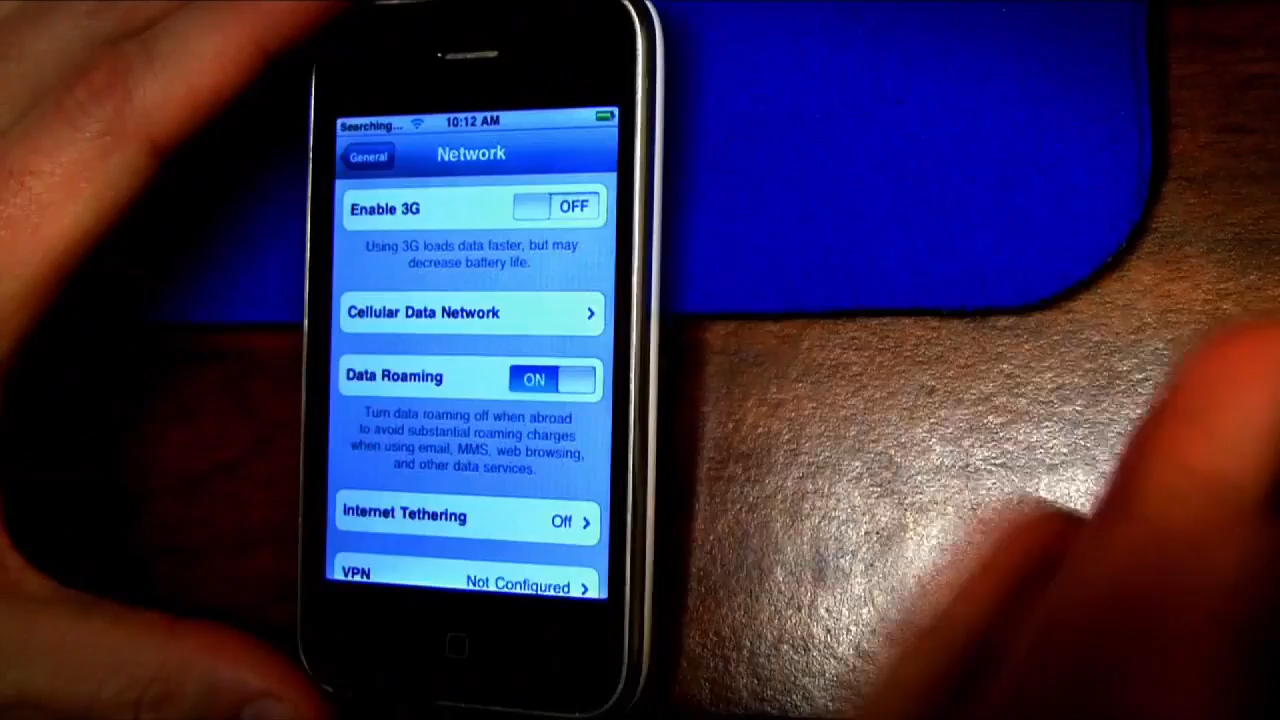 Searching... 10:12 AM
General Network
Enable 3G OFF
Using 3G loads data faster, but may
decrease battery life.
Cellular Data Network
Data Roaming ON
Turn data roaming off when abroad
to avoid substantial roaming charges
when using email, MMS, web browsing,
and other data services.
Internet Tethering Off
VPN Not Configured